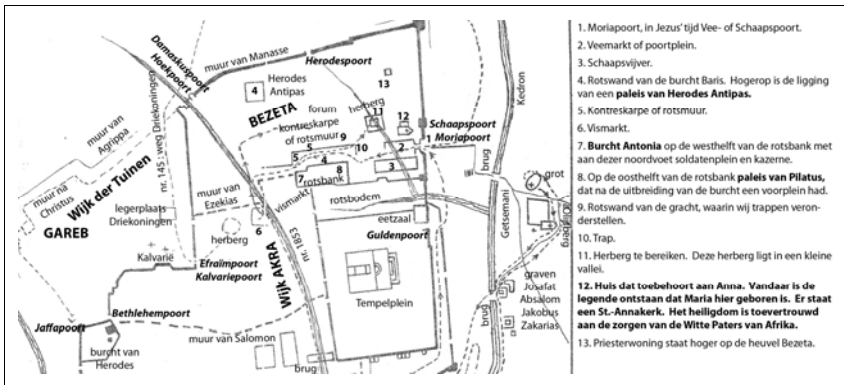 Damaskuspoort
Hoekpoort
muur van Manasse
Herodespoort
4
Herodes
Antipas
13
BEZETA
forum
herberg
11
12
kontreskarpe
of rotsmuur
9
10
5
5
4
8
7
rotsbank
2
3
1
Schaapspoort
Morjapoort
Kedron
brug
grot
muur van
Agrippa
nr. 145 : weg Driekoningen
Wijk der Tuinen
muur na
Christus
GAREB
legerplaats
Driekoningen
muur van
Ezekias
vismarkt
6
herberg
rotsbodem
eetzaal
Guldenpoort
Getsemani
Olijfberg
Kalvarië
Efraïmpoort
Kalvariepoort
Wijk AKRA
nr. 1853
Tempelplein
graven
Josafat
Absalom
Jakobus
Zakarias
brug
Bethlehempoort
Jaffapoort
burcht van
Herodes
muur van Salomon
brug
1. Moriapoort, in Jezus' tijd Vee- of Schaapspoort.
2. Veemarkt of poortplein.
3. Schaapsvijver.
4. Rotswand van de burcht Baris. Hogerop is de ligging
van een paleis van Herodes Antipas.
5. Kontreskarpe of rotsmuur.
6. Vismarkt.
7. Burcht Antonia op de westhelft van de rotsbank met
aan dezer noordvoet soldatenplein en kazerne.
8. Op de oosthelft van de rotsbank paleis van Pilatus,
dat na de uitbreiding van de burcht een voorplein had.
9. Rotswand van de gracht, waarin wij trappen veron-
derstellen.
10. Trap.
11. Herberg te bereiken. Deze herberg ligt in een kleine
vallei.
12. Huis dat toebehoort aan Anna. Vandaar is de
legende ontstaan dat Maria hier geboren is. Er staat
een St.-Annakerk. Het heiligdom is toevertrouwd
aan de zorgen van de Witte Paters van Afrika.
13. Priesterwoning staat hoger op de heuvel Bezeta.